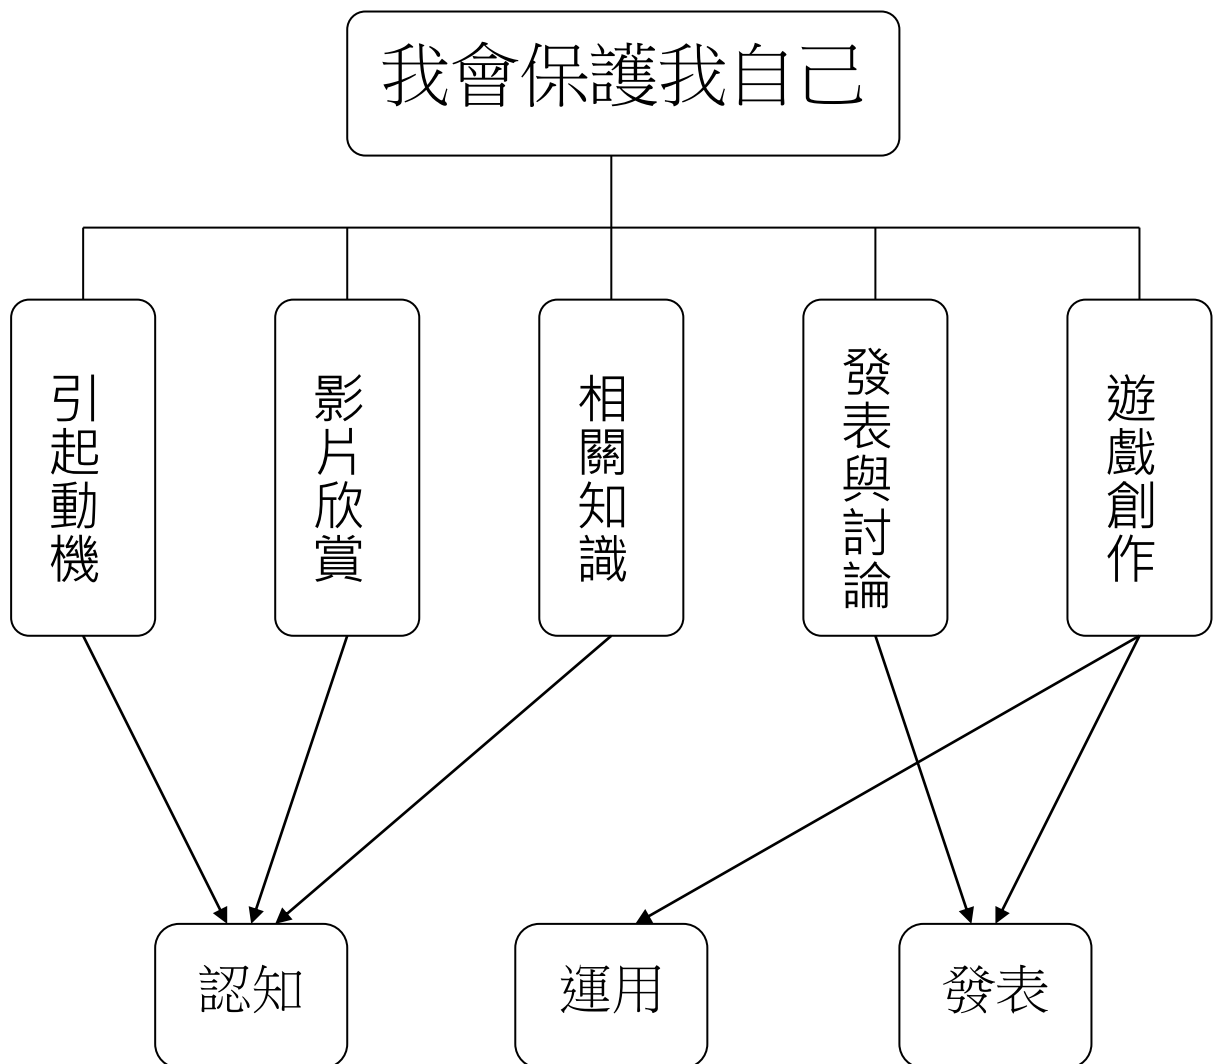 我會保護我自己
引起動機
影片欣賞
相關知識
發表與討論
遊戲創作
認知
運用
發表